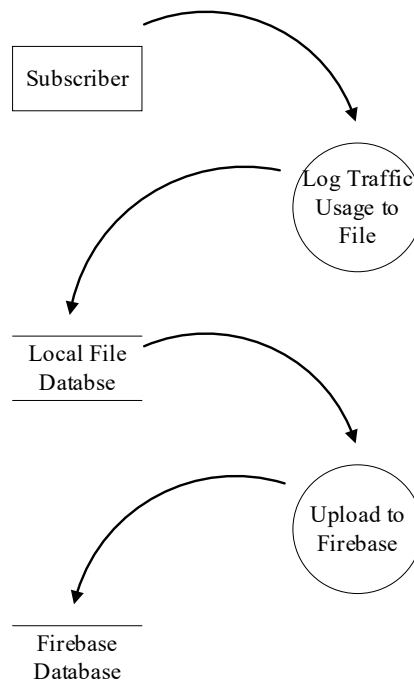 Subscriber
Log Traffic
Usage to
File
Local File
Databse
Upload to
Firebase
Firebase
Database